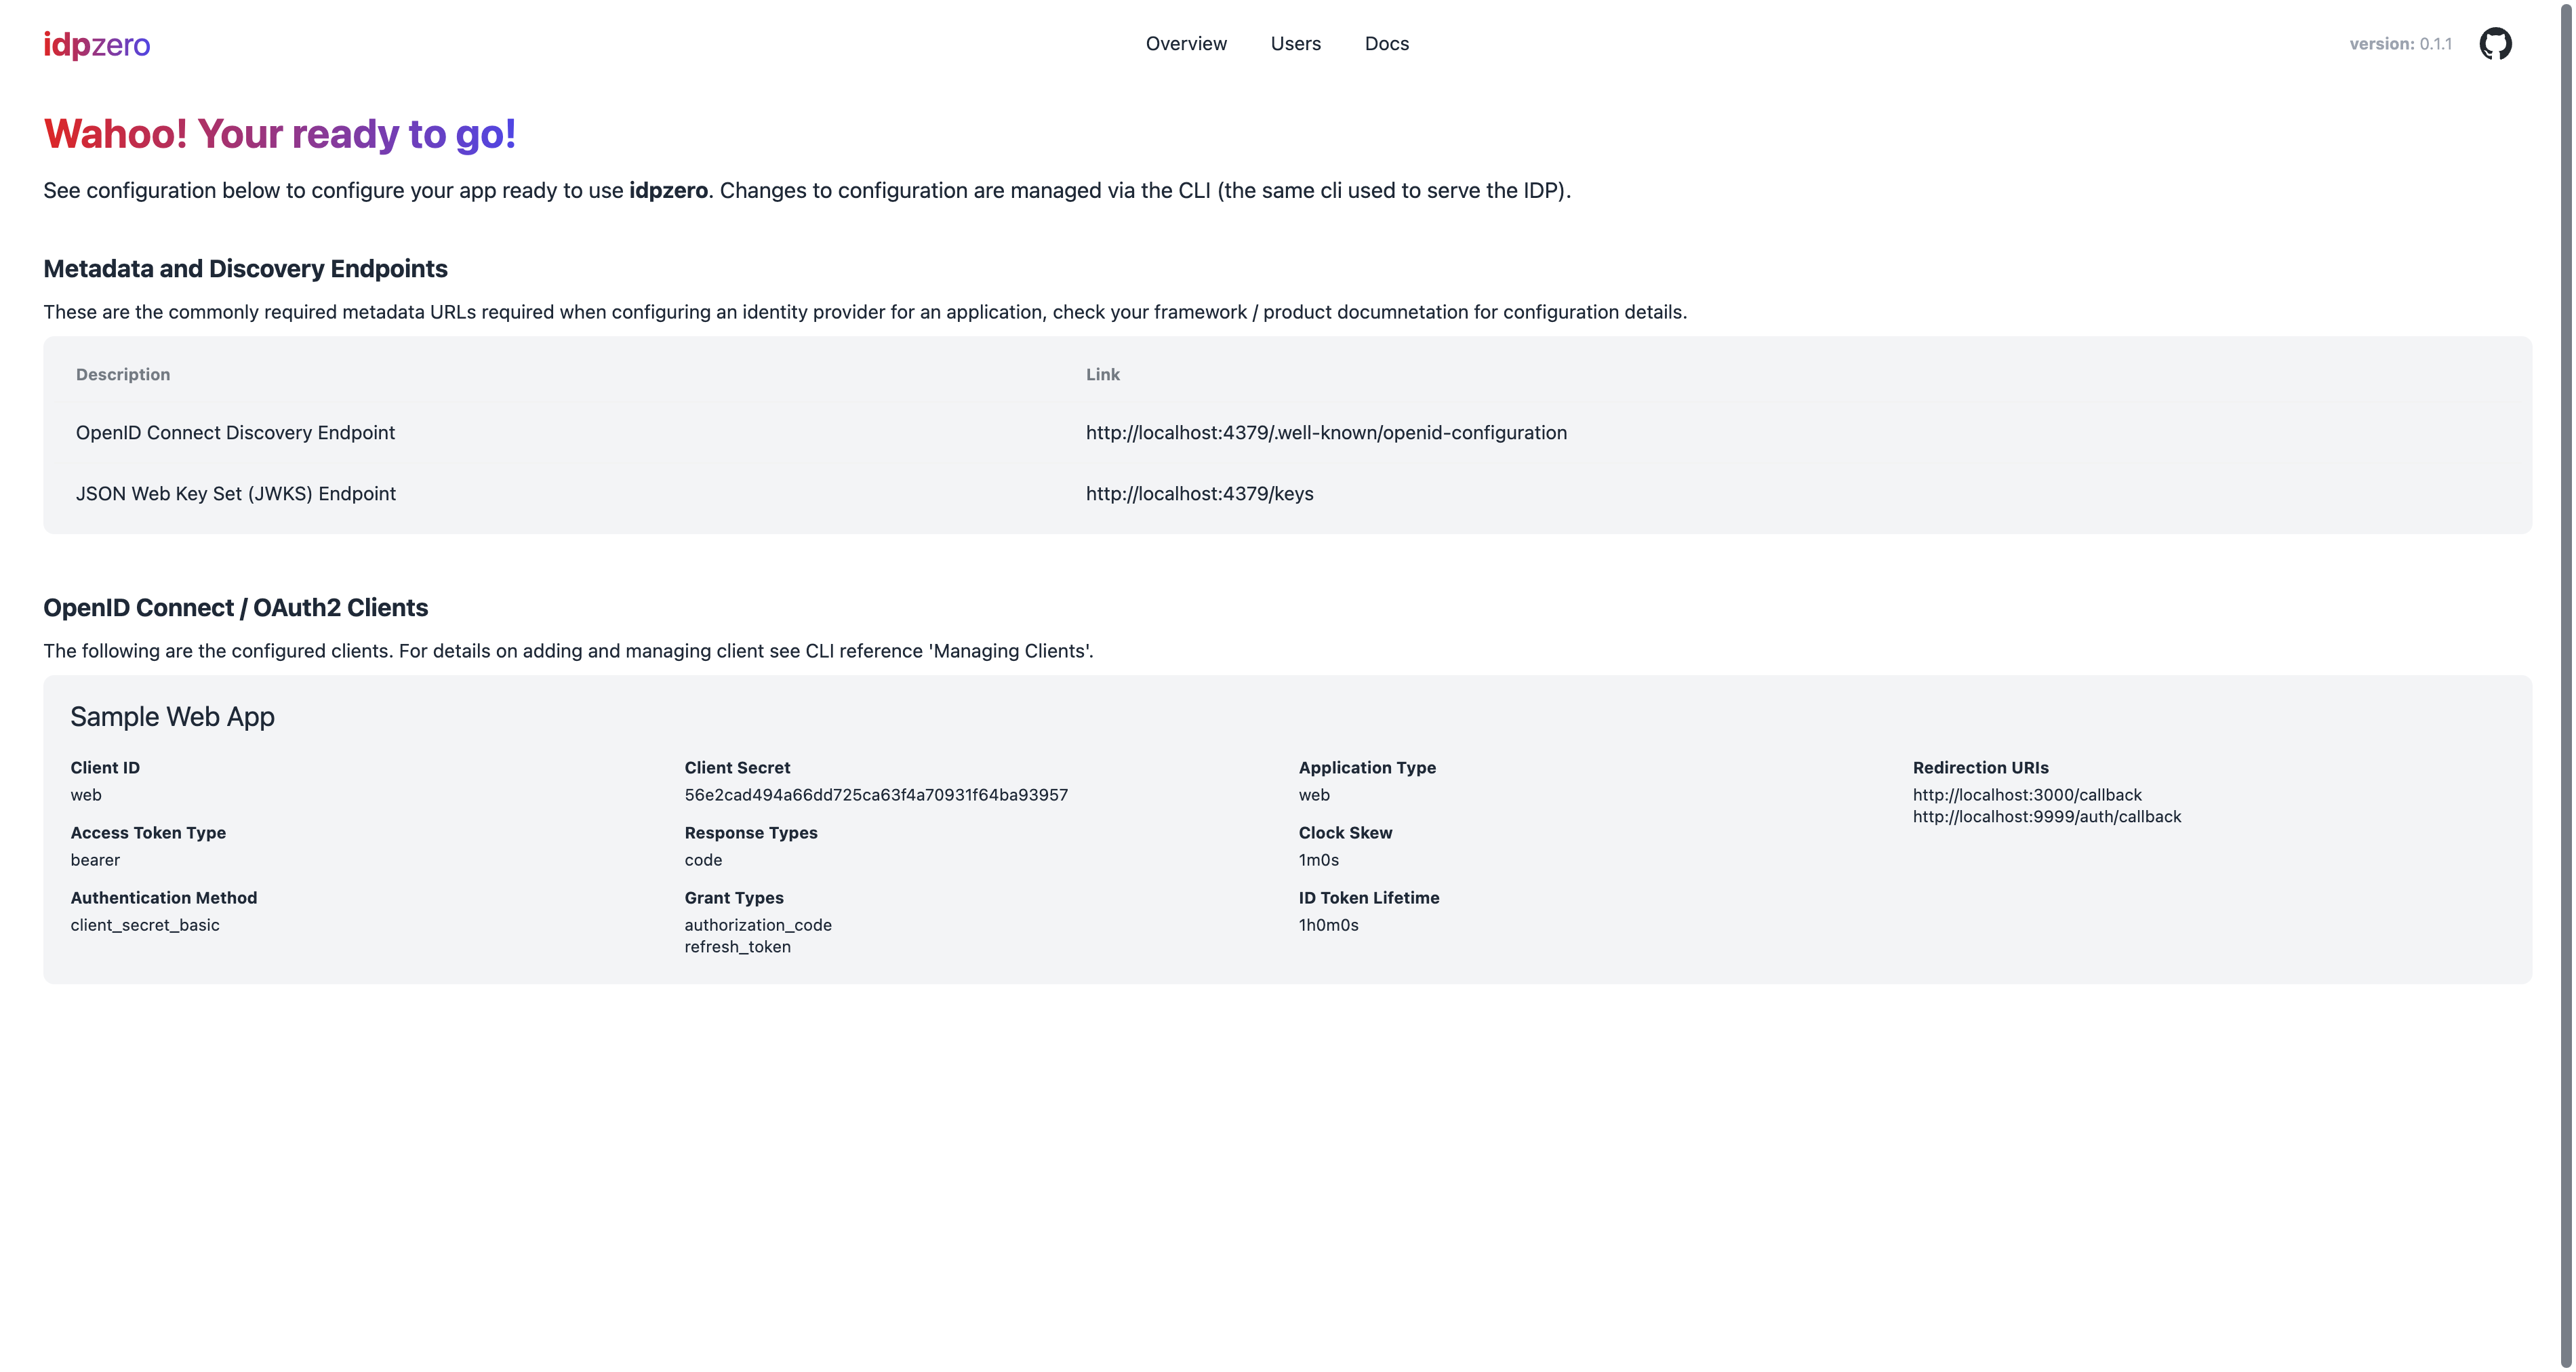 idpzero
Overview Users Docs
version: 0.1.1
Wahoo! Your ready to go!
See configuration below to configure your app ready to use idpzero. Changes to configuration are managed via the CLI (the same cli used to serve the IDP).
Metadata and Discovery Endpoints
These are the commonly required metadata URLs required when configuring an identity provider for an application, check your framework / product documnetation for configuration details.
Description Link
OpenID Connect Discovery Endpoint http://localhost:4379/.well-known/openid-configuration
JSON Web Key Set (JWKS) Endpoint http://localhost:4379/keys
OpenID Connect / OAuth2 Clients
The following are the configured clients. For details on adding and managing client see CLI reference 'Managing Clients'.
Sample Web App
Client ID Client Secret Application Type Redirection URIs
web 56e2cad494a66dd725ca63f4a70931f64ba93957 web http://localhost:3000/callback
http://localhost:9999/auth/callback
Access Token Type Response Types Clock Skew
bearer code 1m0s
Authentication Method Grant Types ID Token Lifetime
client_secret_basic authorization_code 1h0m0s
refresh_token